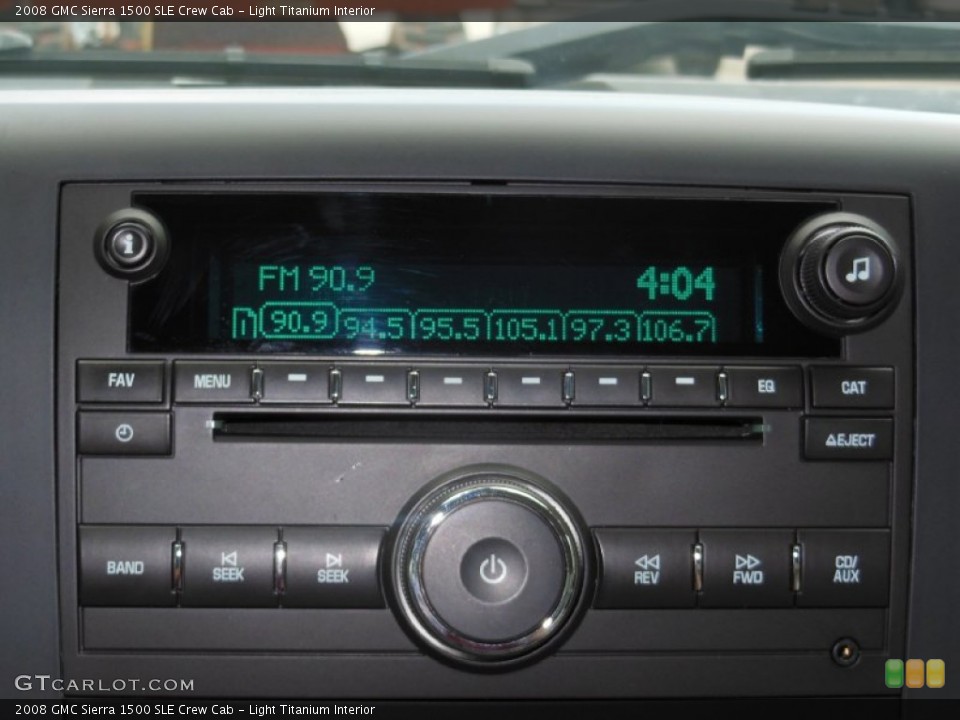 2008 GMC Sierra 1500 SLE Crew Cab - Light Titanium Interior
i
FM 90.9 4:04
90.9 94.5 95.5 105.1 97.3 106.7
FAV MENU EQ CAT
EJECT
BAND SEEK SEEK REV FWD CD/
AUX
GTCARLOT.COM
2008 GMC Sierra 1500 SLE Crew Cab - Light Titanium Interior